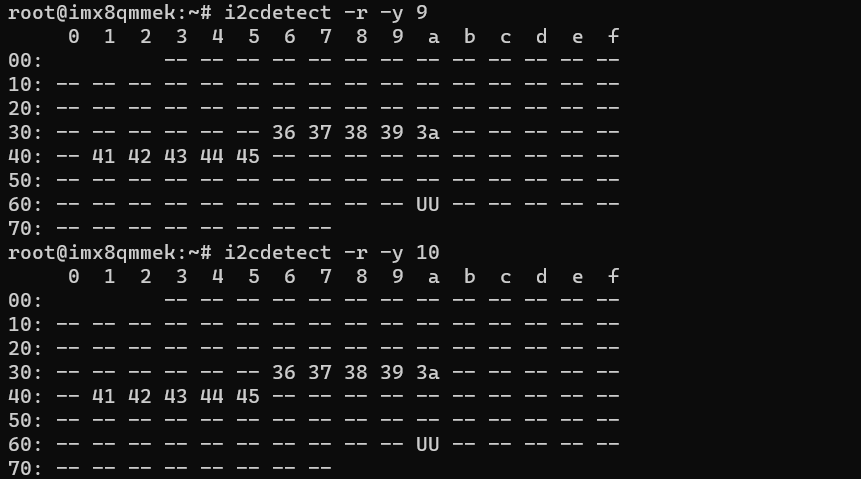 root@imx8qmmek:~# i2cdetect -r -y 9
     0  1  2  3  4  5  6  7  8  9  a  b  c  d  e  f
00:          -- -- -- -- -- -- -- -- -- -- -- -- --
10: -- -- -- -- -- -- -- -- -- -- -- -- -- -- -- --
20: -- -- -- -- -- -- -- -- -- -- -- -- -- -- -- --
30: -- -- -- -- -- -- 36 37 38 39 3a -- -- -- -- --
40: -- 41 42 43 44 45 -- -- -- -- -- -- -- -- -- --
50: -- -- -- -- -- -- -- -- -- -- -- -- -- -- -- --
60: -- -- -- -- -- -- -- -- -- -- UU -- -- -- -- --
70: -- -- -- -- -- -- -- --
root@imx8qmmek:~# i2cdetect -r -y 10
     0  1  2  3  4  5  6  7  8  9  a  b  c  d  e  f
00:          -- -- -- -- -- -- -- -- -- -- -- -- --
10: -- -- -- -- -- -- -- -- -- -- -- -- -- -- -- --
20: -- -- -- -- -- -- -- -- -- -- -- -- -- -- -- --
30: -- -- -- -- -- -- 36 37 38 39 3a -- -- -- -- --
40: -- 41 42 43 44 45 -- -- -- -- -- -- -- -- -- --
50: -- -- -- -- -- -- -- -- -- -- -- -- -- -- -- --
60: -- -- -- -- -- -- -- -- -- -- UU -- -- -- -- --
70: -- -- -- -- -- -- -- --